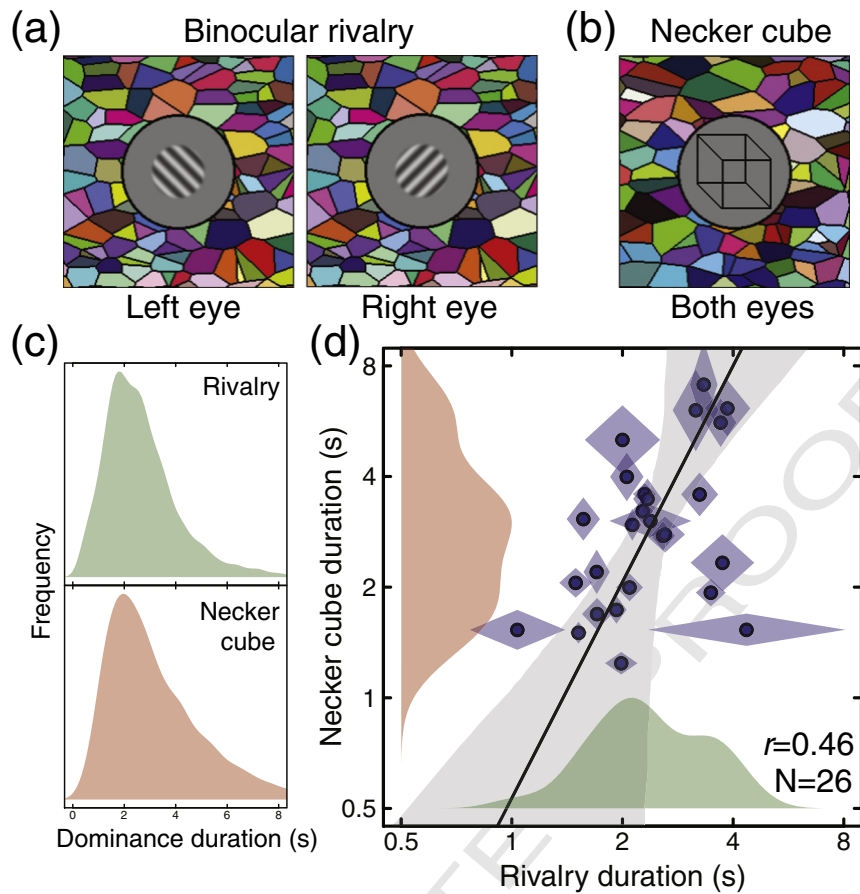 (a) Binocular rivalry
(b) Necker cube
Left eye
Right eye
Both eyes
(c)
Rivalry
Necker
cube
Frequency
0 2 4 6 8
Dominance duration (s)
(d)
Necker cube duration (s)
8
4
2
1
0.5
r=0.46
N=26
0.5 1 2 4 8
Rivalry duration (s)